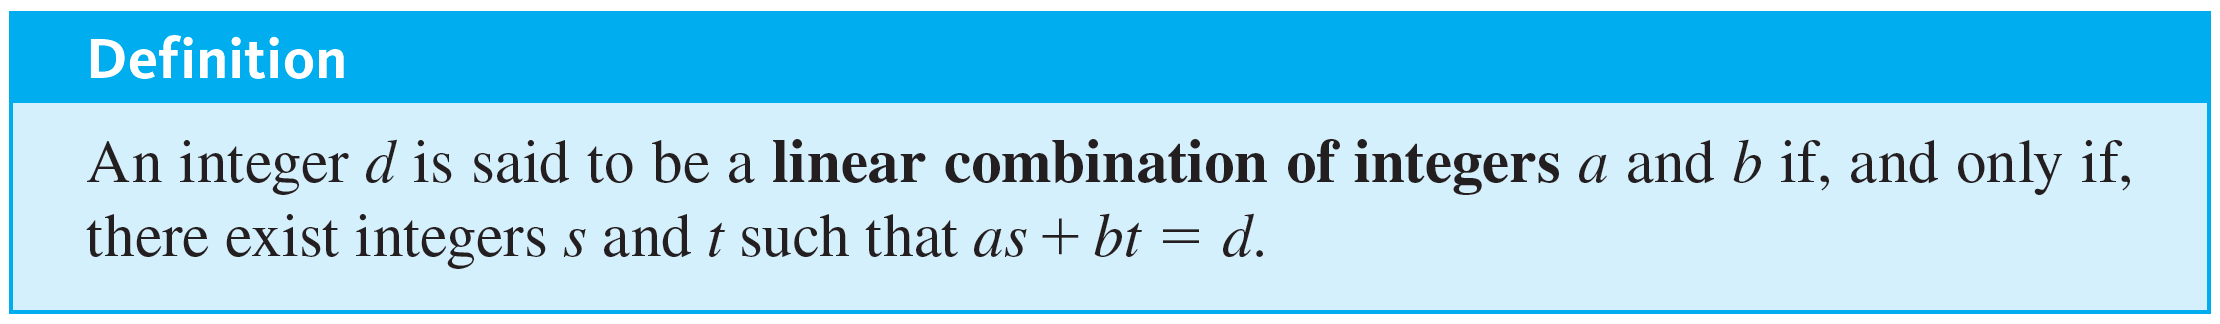 Definition
An integer d is said to be a linear combination of integers a and b if, and only if,
there exist integers s and t such that as + bt = d.